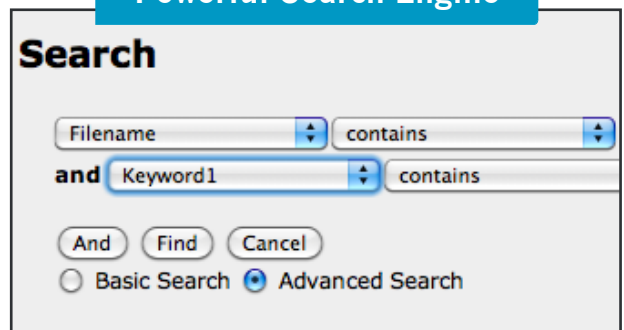 Powerful Search Engine
Search
Filename contains
and Keyword1 contains
And Find Cancel
Basic Search Advanced Search